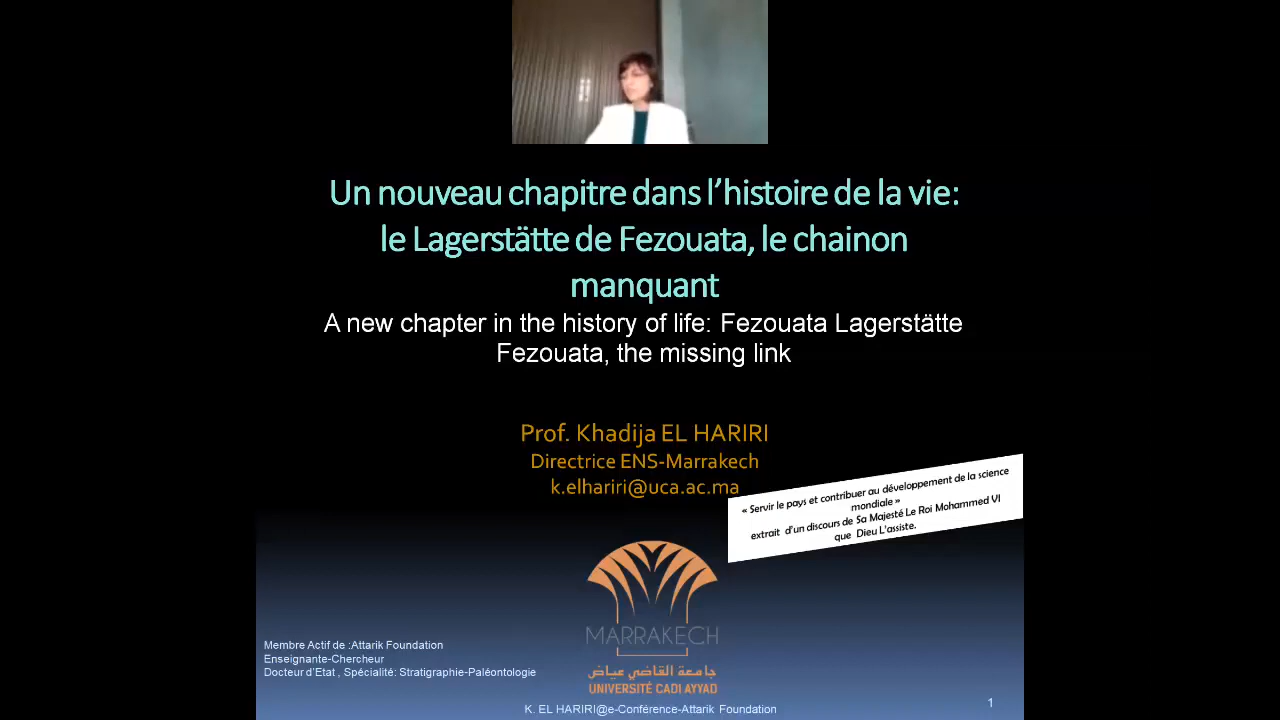 Un nouveau chapitre dans l’histoire de la vie:
le Lagerstätte de Fezouata, le chainon
manquant
A new chapter in the history of life: Fezouata Lagerstätte
Fezouata, the missing link
Prof. Khadija EL HARIRI
Directrice ENS-Marrakech
k.elhariri@uca.ac.ma
« Servir le pays et contribuer au développement de la science
mondiale »
extrait d’un discours de Sa Majesté Le Roi Mohammed VI
que Dieu L’assiste.
MARRAKECH
جامعة القاضي عياض
UNIVERSITÉ CADI AYYAD
Membre Actif de :Attarik Foundation
Enseignante-Chercheur
Docteur d’Etat , Spécialité: Stratigraphie-Paléontologie
K. EL HARIRI@e-Conférence-Attarik Foundation
1